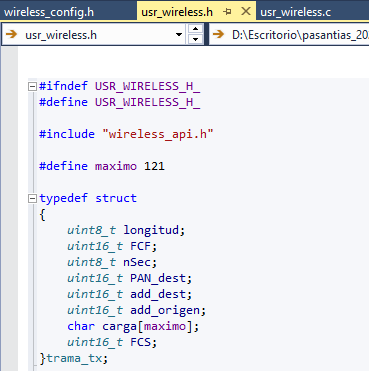 wireless_config.h usr_wireless.h usr_wireless.c
usr_wireless.h D:\Escritorio\pasantias_20
#ifndef USR_WIRELESS_H_
#define USR_WIRELESS_H_
#include "wireless_api.h"
#define maximo 121
typedef struct
{
uint8_t longitud;
uint16_t FCF;
uint8_t nSec;
uint16_t PAN_dest;
uint16_t add_dest;
uint16_t add_origen;
char carga[maximo];
uint16_t FCS;
}trama_tx;